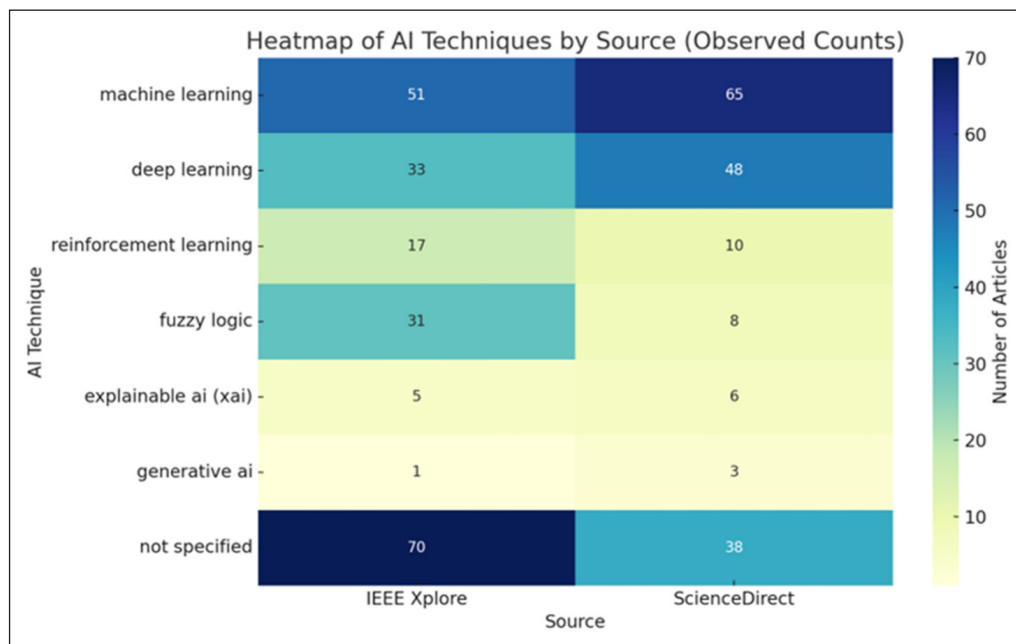 Heatmap of AI Techniques by Source (Observed Counts)
AI Technique
machine learning 51 65
deep learning 33 48
reinforcement learning 17 10
fuzzy logic 31 8
explainable ai (xai) 5 6
generative ai 1 3
not specified 70 38
IEEE Xplore ScienceDirect
Source
70
60
50
40
30
20
10
Number of Articles